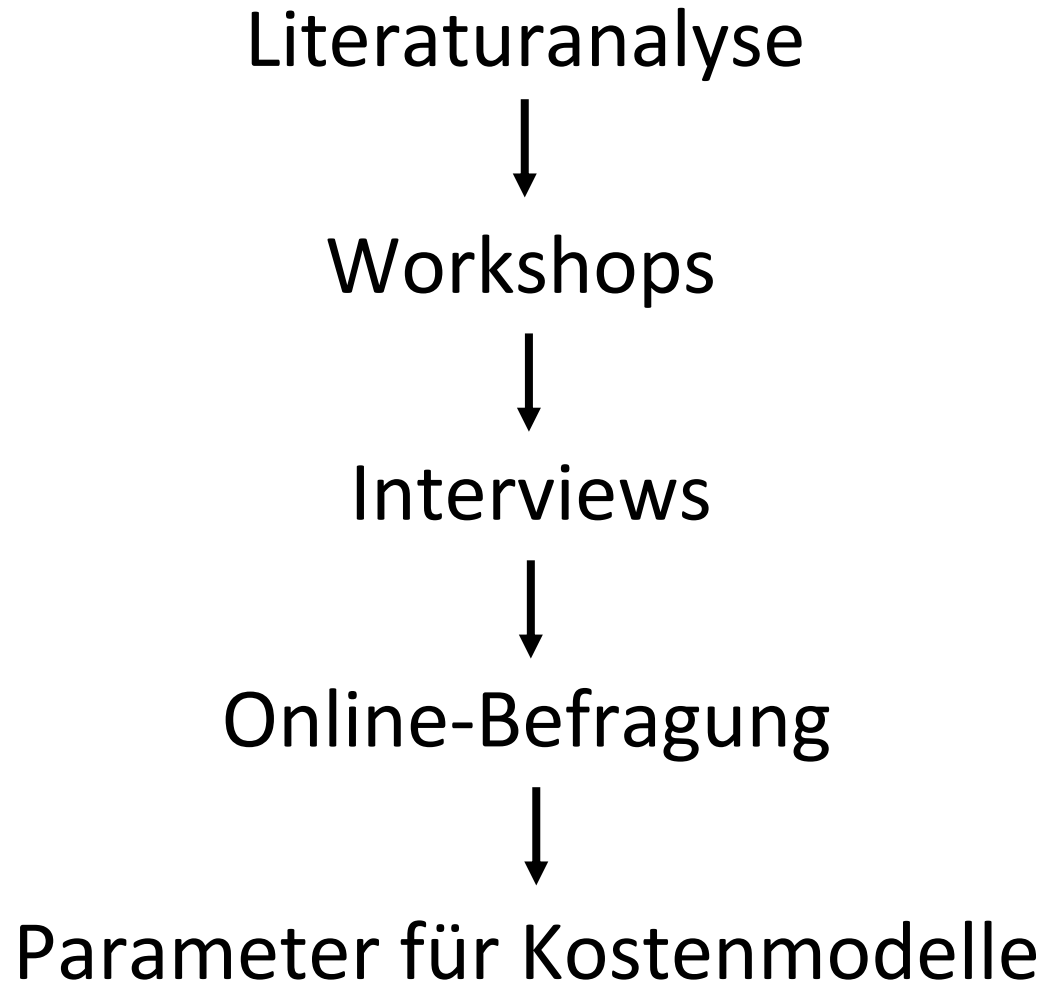 Literaturanalyse
Workshops
Interviews
Online-Befragung
Parameter für Kostenmodelle